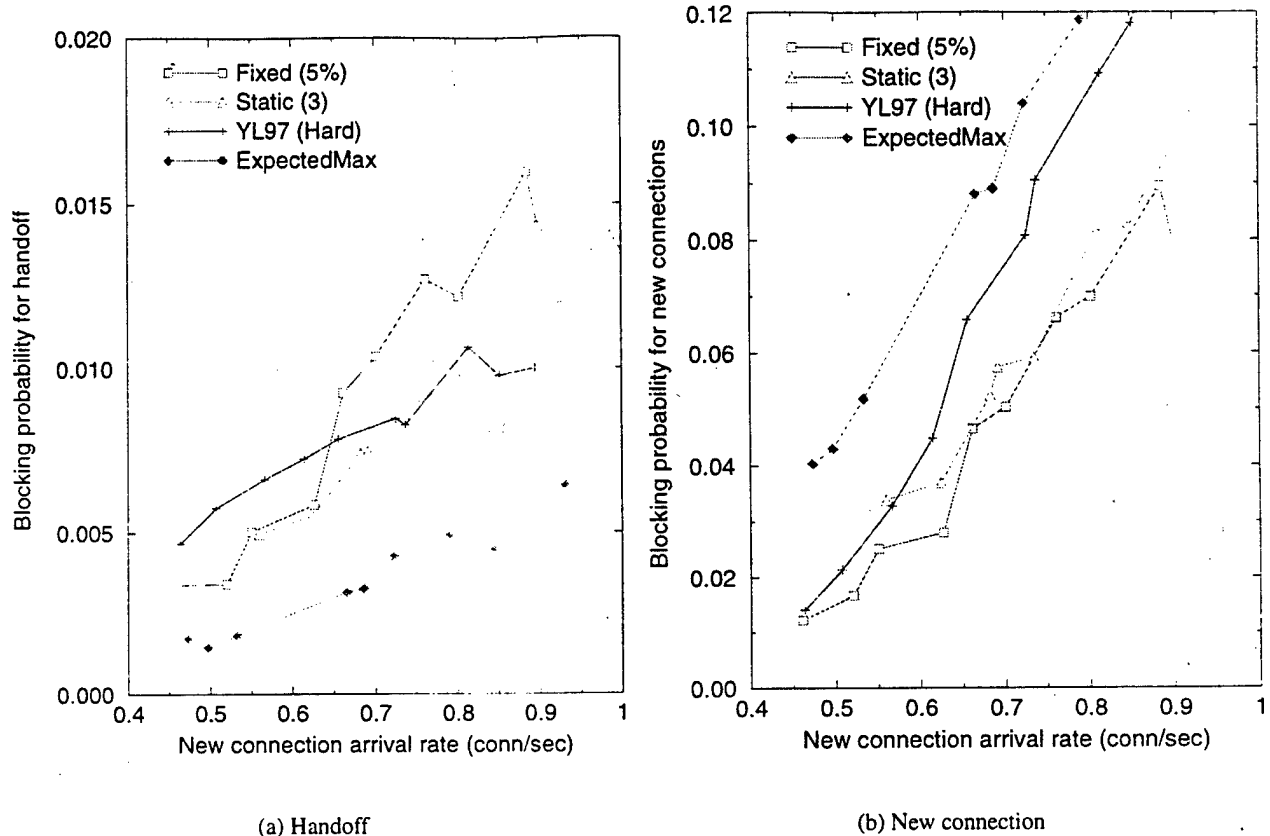 0.020
0.015
0.010
0.005
0.000
0.4
0.5
0.6
0.7
0.8
0.9
1
Blocking probability for handoff
New connection arrival rate (conn/sec)
Fixed (5%)
Static (3)
YL97 (Hard)
ExpectedMax
(a) Handoff
0.12
0.10
0.08
0.06
0.04
0.02
0.00
0.4
0.5
0.6
0.7
0.8
0.9
1
Blocking probability for new connections
New connection arrival rate (conn/sec)
Fixed (5%)
Static (3)
YL97 (Hard)
ExpectedMax
(b) New connection